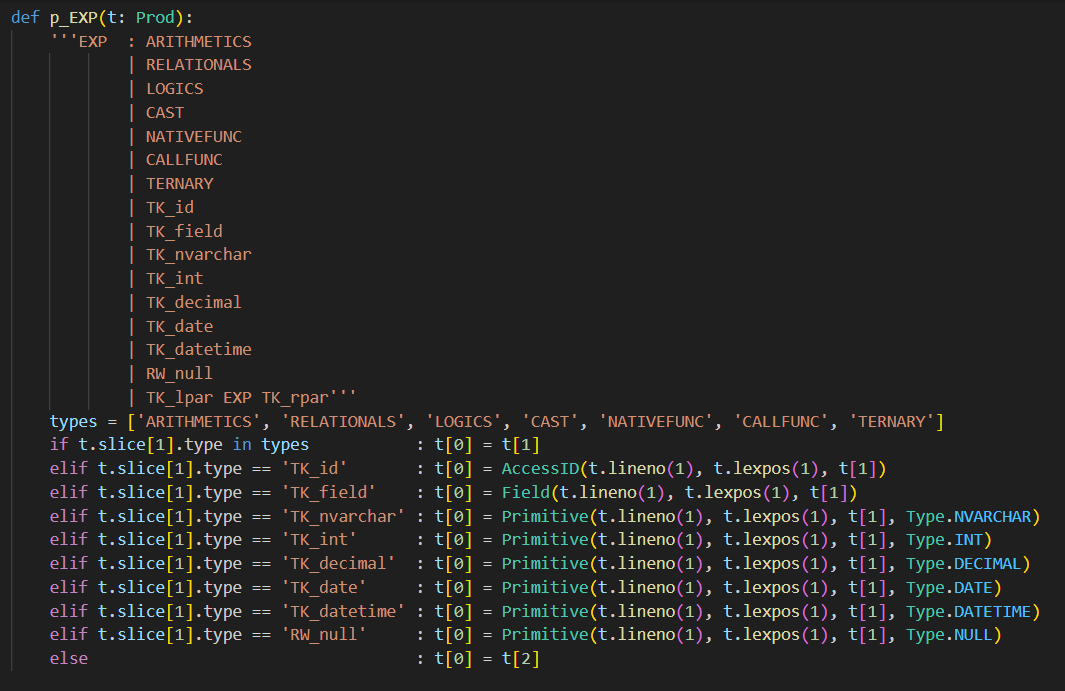 def p_EXP(t: Prod):
    '''EXP  : ARITHMETICS
            | RELATIONALS
            | LOGICS
            | CAST
            | NATIVEFUNC
            | CALLFUNC
            | TERNARY
            | TK_id
            | TK_field
            | TK_nvarchar
            | TK_int
            | TK_decimal
            | TK_date
            | TK_datetime
            | RW_null
            | TK_lpar EXP TK_rpar'''
    types = ['ARITHMETICS', 'RELATIONALS', 'LOGICS', 'CAST', 'NATIVEFUNC', 'CALLFUNC', 'TERNARY']
    if t.slice[1].type in types           : t[0] = t[1]
    elif t.slice[1].type == 'TK_id'       : t[0] = AccessID(t.lineno(1), t.lexpos(1), t[1])
    elif t.slice[1].type == 'TK_field'    : t[0] = Field(t.lineno(1), t.lexpos(1), t[1])
    elif t.slice[1].type == 'TK_nvarchar' : t[0] = Primitive(t.lineno(1), t.lexpos(1), t[1], Type.NVARCHAR)
    elif t.slice[1].type == 'TK_int'      : t[0] = Primitive(t.lineno(1), t.lexpos(1), t[1], Type.INT)
    elif t.slice[1].type == 'TK_decimal'  : t[0] = Primitive(t.lineno(1), t.lexpos(1), t[1], Type.DECIMAL)
    elif t.slice[1].type == 'TK_date'     : t[0] = Primitive(t.lineno(1), t.lexpos(1), t[1], Type.DATE)
    elif t.slice[1].type == 'TK_datetime' : t[0] = Primitive(t.lineno(1), t.lexpos(1), t[1], Type.DATETIME)
    elif t.slice[1].type == 'RW_null'     : t[0] = Primitive(t.lineno(1), t.lexpos(1), t[1], Type.NULL)
    else                                  : t[0] = t[2]